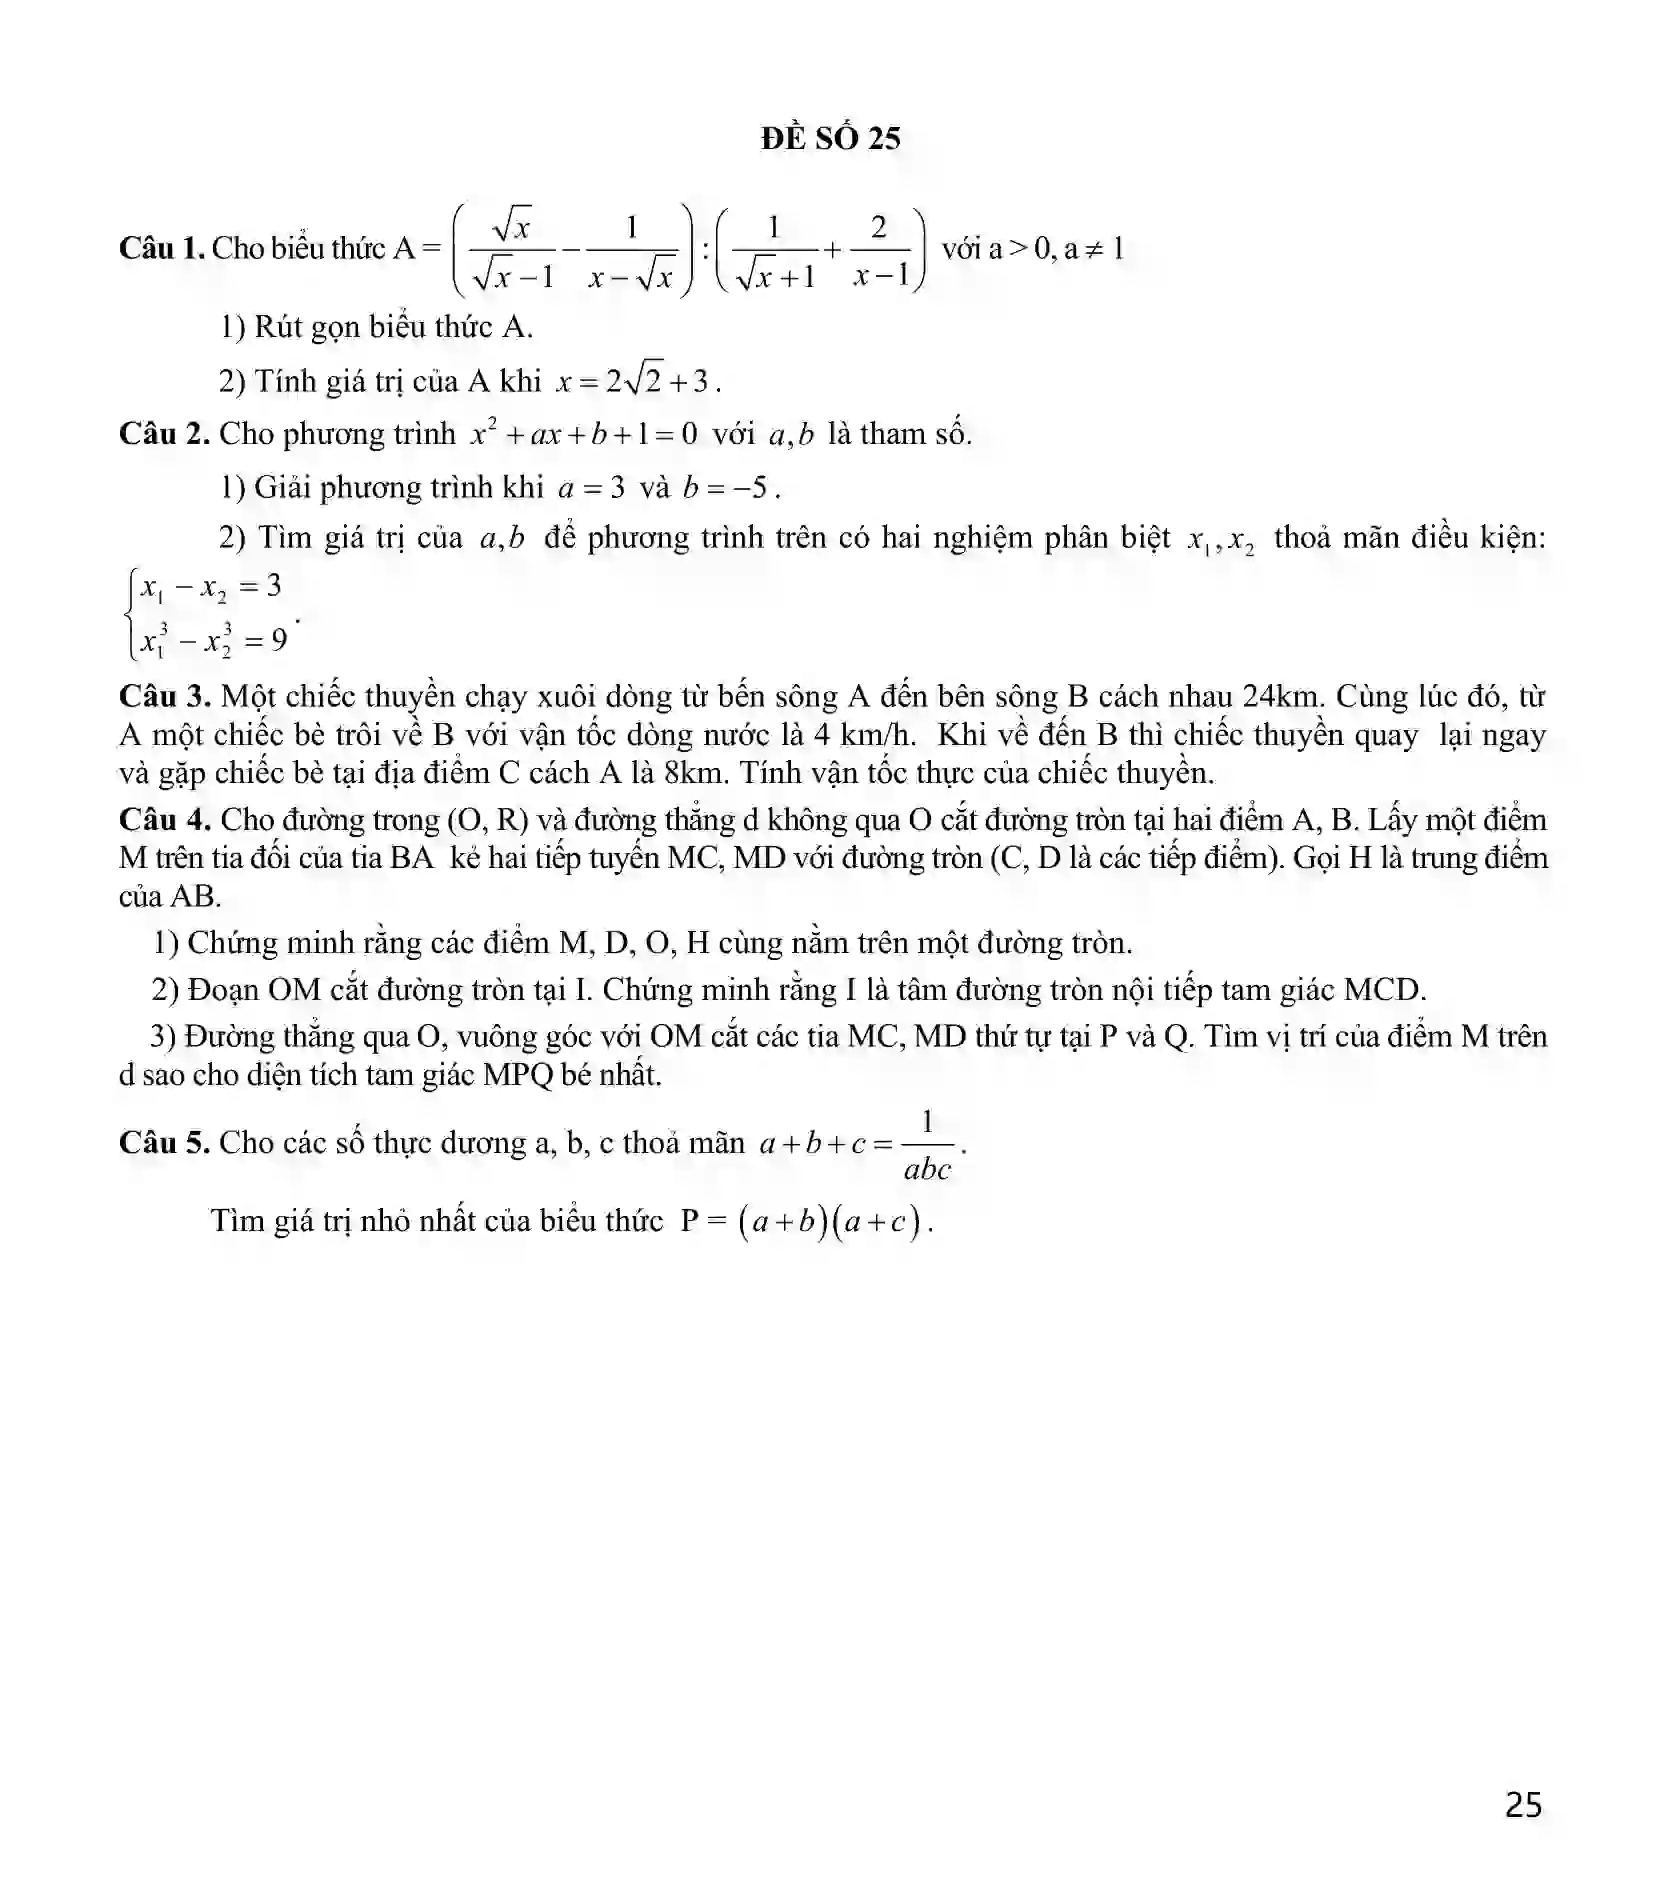 ĐỀ SỐ 25
Câu 1. Cho biểu thức A = $\left(\frac{\sqrt{x}}{\sqrt{x}-1}-\frac{1}{x-\sqrt{x}}\right):\left(\frac{1}{\sqrt{x}+1}+\frac{2}{x-1}\right)$ với a > 0, a ≠ 1
1) Rút gọn biểu thức A.
2) Tính giá trị của A khi $x = 2\sqrt{2}+3$.
Câu 2. Cho phương trình $x^2+ax+b+1=0$ với a, b là tham số.
1) Giải phương trình khi a = 3 và b = −5.
2) Tìm giá trị của a, b để phương trình trên có hai nghiệm phân biệt $x_1, x_2$ thoả mãn điều kiện:
$\begin{cases} x_1 - x_2 = 3 \\ x_1^3 - x_2^3 = 9 \end{cases}$.
Câu 3. Một chiếc thuyền chạy xuôi dòng từ bến sông A đến bên sông B cách nhau 24km. Cùng lúc đó, từ
A một chiếc bè trôi về B với vận tốc dòng nước là 4 km/h. Khi về đến B thì chiếc thuyền quay lại ngay
và gặp chiếc bè tại địa điểm C cách A là 8km. Tính vận tốc thực của chiếc thuyền.
Câu 4. Cho đường trong (O, R) và đường thẳng d không qua O cắt đường tròn tại hai điểm A, B. Lấy một điểm
M trên tia đối của tia BA kẻ hai tiếp tuyến MC, MD với đường tròn (C, D là các tiếp điểm). Gọi H là trung điểm
của AB.
1) Chứng minh rằng các điểm M, D, O, H cùng nằm trên một đường tròn.
2) Đoạn OM cắt đường tròn tại I. Chứng minh rằng I là tâm đường tròn nội tiếp tam giác MCD.
3) Đường thẳng qua O, vuông góc với OM cắt các tia MC, MD thứ tự tại P và Q. Tìm vị trí của điểm M trên
d sao cho diện tích tam giác MPQ bé nhất.
Câu 5. Cho các số thực dương a, b, c thoả mãn $a+b+c=\frac{1}{abc}$.
Tìm giá trị nhỏ nhất của biểu thức P = $(a+b)(a+c)$.
25